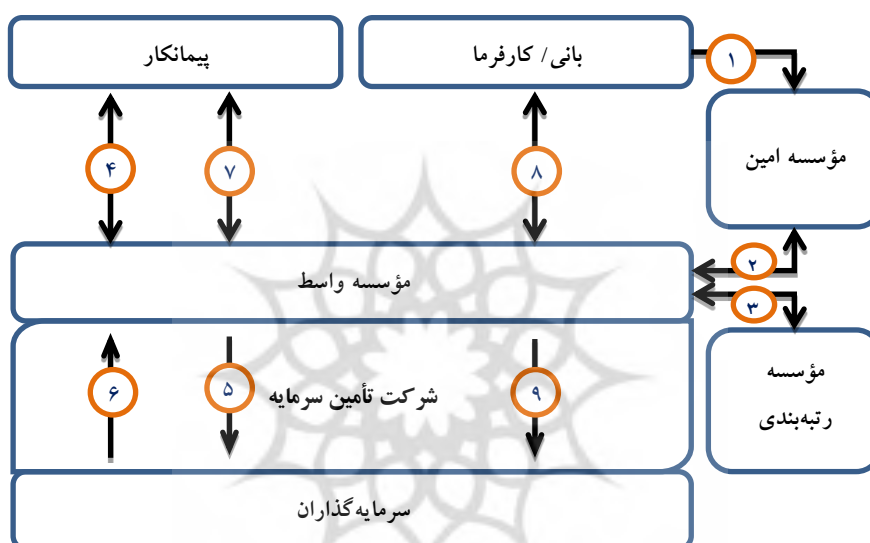 پیمانکار
بانی/ کارفرما
۱
مؤسسه امین
۴
۷
۸
۲
مؤسسه واسط
۳
مؤسسه
رتبه‌بندی
۶
۵
شرکت تأمین سرمایه
۹
سرمایه‌گذاران